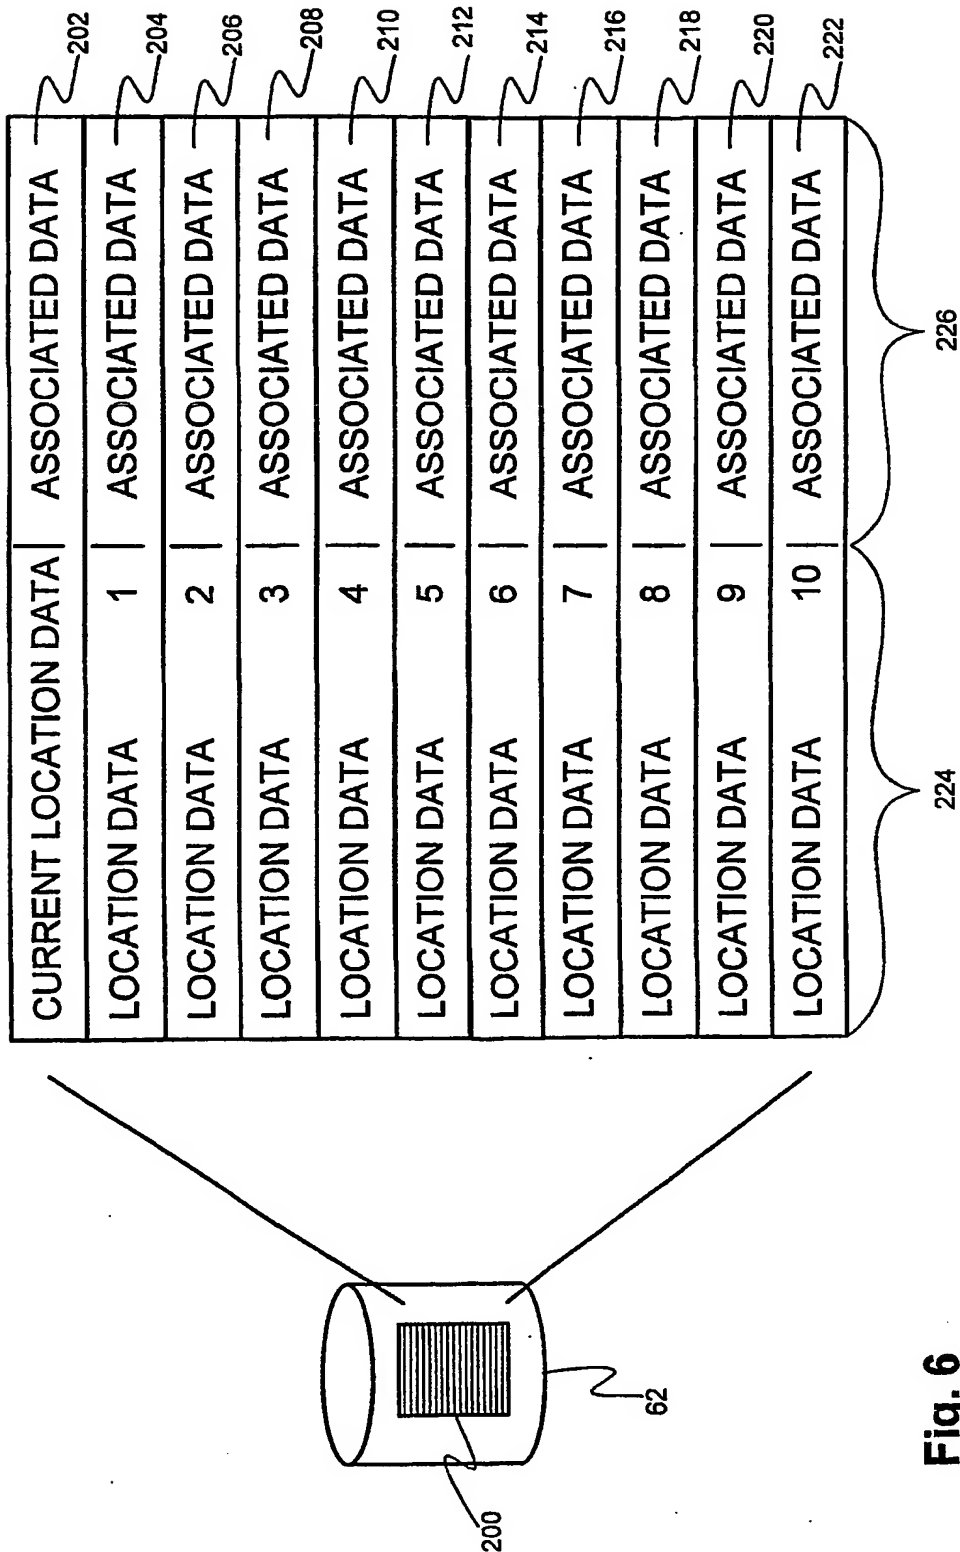 CURRENT LOCATION DATA | ASSOCIATED DATA 202
LOCATION DATA 1 | ASSOCIATED DATA 204
LOCATION DATA 2 | ASSOCIATED DATA 206
LOCATION DATA 3 | ASSOCIATED DATA 208
LOCATION DATA 4 | ASSOCIATED DATA 210
LOCATION DATA 5 | ASSOCIATED DATA 212
LOCATION DATA 6 | ASSOCIATED DATA 214
LOCATION DATA 7 | ASSOCIATED DATA 216
LOCATION DATA 8 | ASSOCIATED DATA 218
LOCATION DATA 9 | ASSOCIATED DATA 220
LOCATION DATA 10 | ASSOCIATED DATA 222
224
226
200
62
Fig. 6